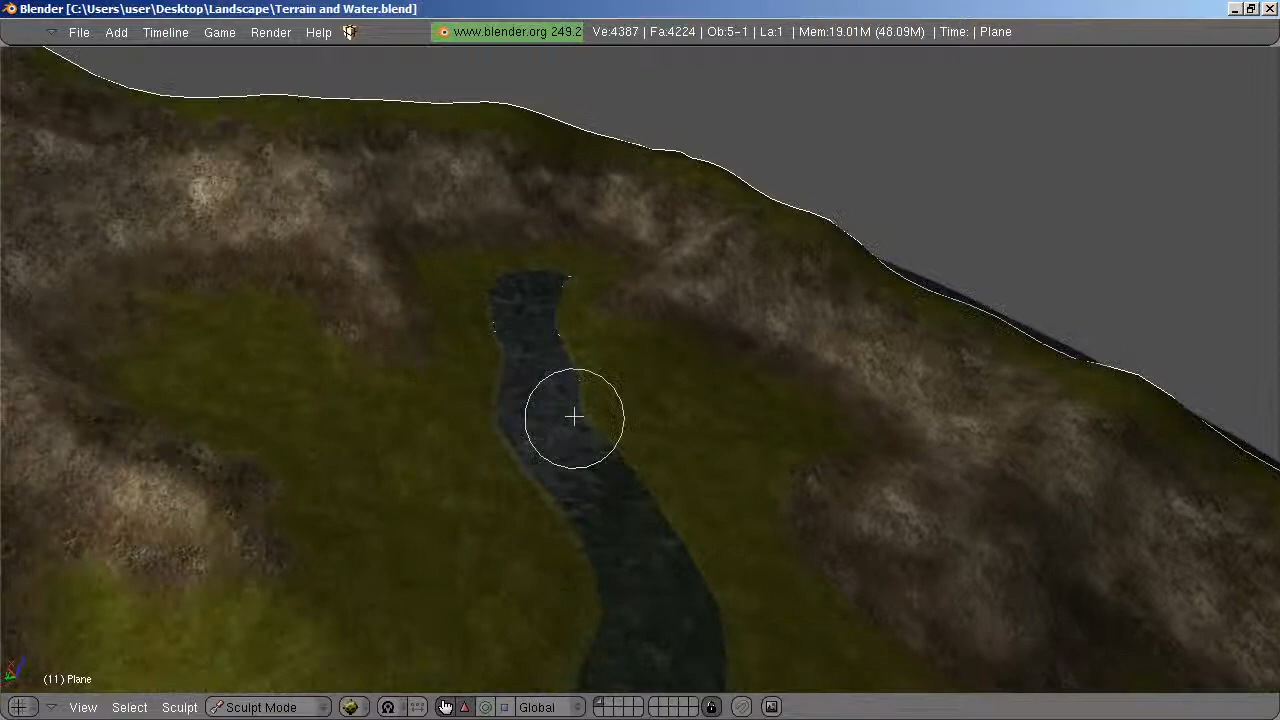 Blender [C:\Users\user\Desktop\Landscape\Terrain and Water.blend]
File Add Timeline Game Render Help www.blender.org 249.2 Ve:4387 | Fa:4224 | Ob:5-1 | La:1 | Mem:19.01M (48.09M) | Time: | Plane
(11) Plane
View Select Sculpt Sculpt Mode Global